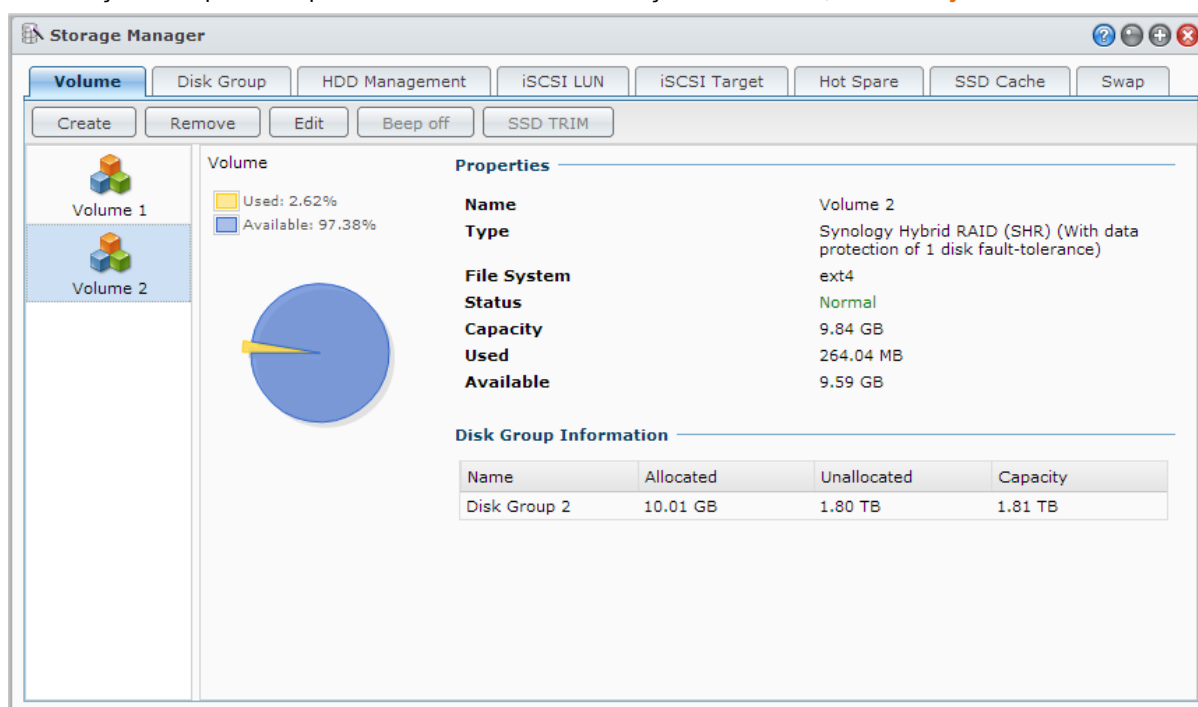 Storage Manager
Volume Disk Group HDD Management iSCSI LUN iSCSI Target Hot Spare SSD Cache Swap
Create Remove Edit Beep off SSD TRIM
Volume 1
Volume 2
Volume
Used: 2.62%
Available: 97.38%
Properties
Name Volume 2
Type Synology Hybrid RAID (SHR) (With data
protection of 1 disk fault-tolerance)
File System ext4
Status Normal
Capacity 9.84 GB
Used 264.04 MB
Available 9.59 GB
Disk Group Information
Name Allocated Unallocated Capacity
Disk Group 2 10.01 GB 1.80 TB 1.81 TB